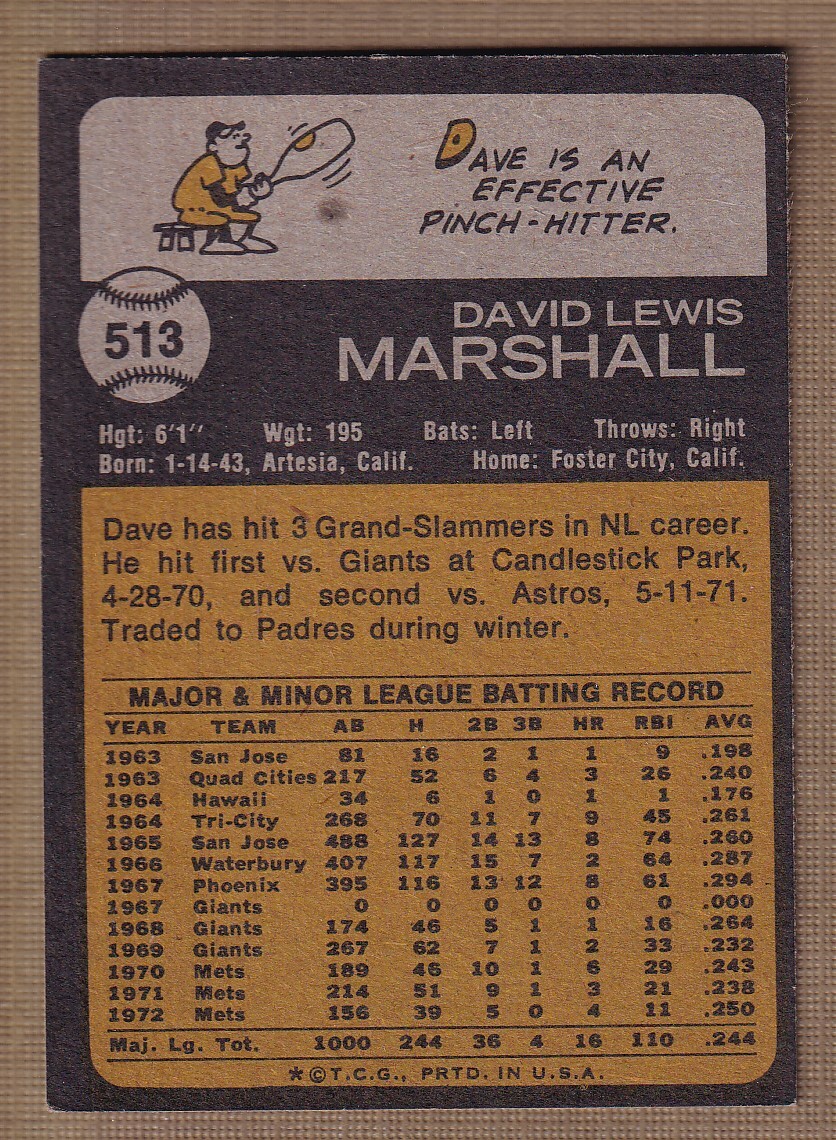 DAVE IS AN
EFFECTIVE
PINCH-HITTER.
513
DAVID LEWIS
MARSHALL
Hgt: 6'1" Wgt: 195 Bats: Left Throws: Right
Born: 1-14-43, Artesia, Calif. Home: Foster City, Calif.
Dave has hit 3 Grand-Slammers in NL career.
He hit first vs. Giants at Candlestick Park,
4-28-70, and second vs. Astros, 5-11-71.
Traded to Padres during winter.
MAJOR & MINOR LEAGUE BATTING RECORD
YEAR TEAM AB H 2B 3B HR RBI AVG
1963 San Jose 81 16 2 1 1 9 .198
1963 Quad Cities 217 52 6 4 3 26 .240
1964 Hawaii 34 6 1 0 1 1 .176
1964 Tri-City 268 70 11 7 9 45 .261
1965 San Jose 488 127 14 13 8 74 .260
1966 Waterbury 407 117 15 7 2 64 .287
1967 Phoenix 395 116 13 12 8 61 .294
1967 Giants 0 0 0 0 0 0 .000
1968 Giants 174 46 5 1 1 16 .264
1969 Giants 267 62 7 1 2 33 .232
1970 Mets 189 46 10 1 6 29 .243
1971 Mets 214 51 9 1 3 21 .238
1972 Mets 156 39 5 0 4 11 .250
Maj. Lg. Tot. 1000 244 36 4 16 110 .244
*©T.C.G., PRTD. IN U.S.A.